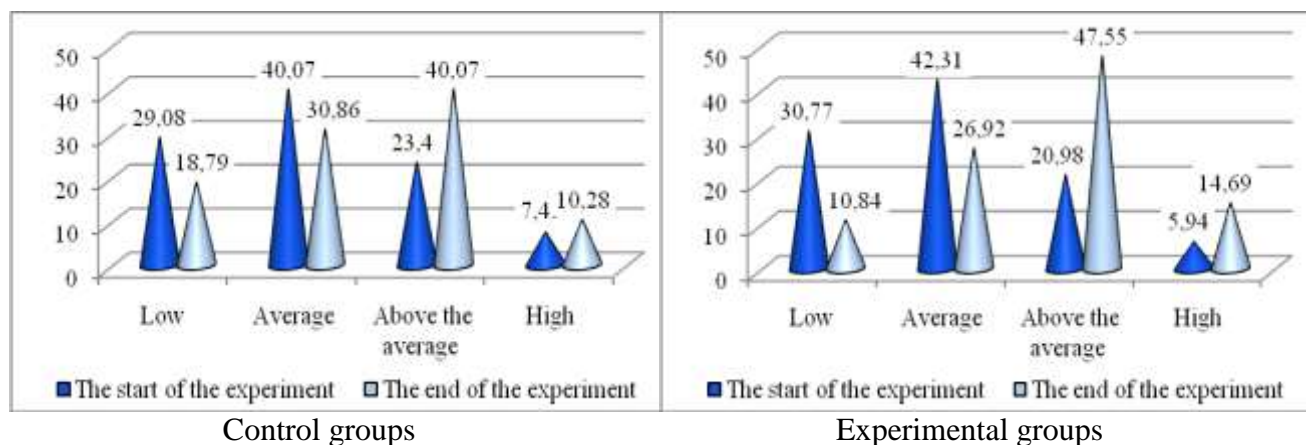 50
40
30
20
10
0
29,08
18,79
40,07
30,86
23,4
40,07
10,28
Low
Average
Above the
average
High
The start of the experiment
The end of the experiment
50
40
30
20
10
0
30,77
10,84
42,31
26,92
20,98
47,55
5,94
14,69
Low
Average
Above the
average
High
The start of the experiment
The end of the experiment
Control groups
Experimental groups